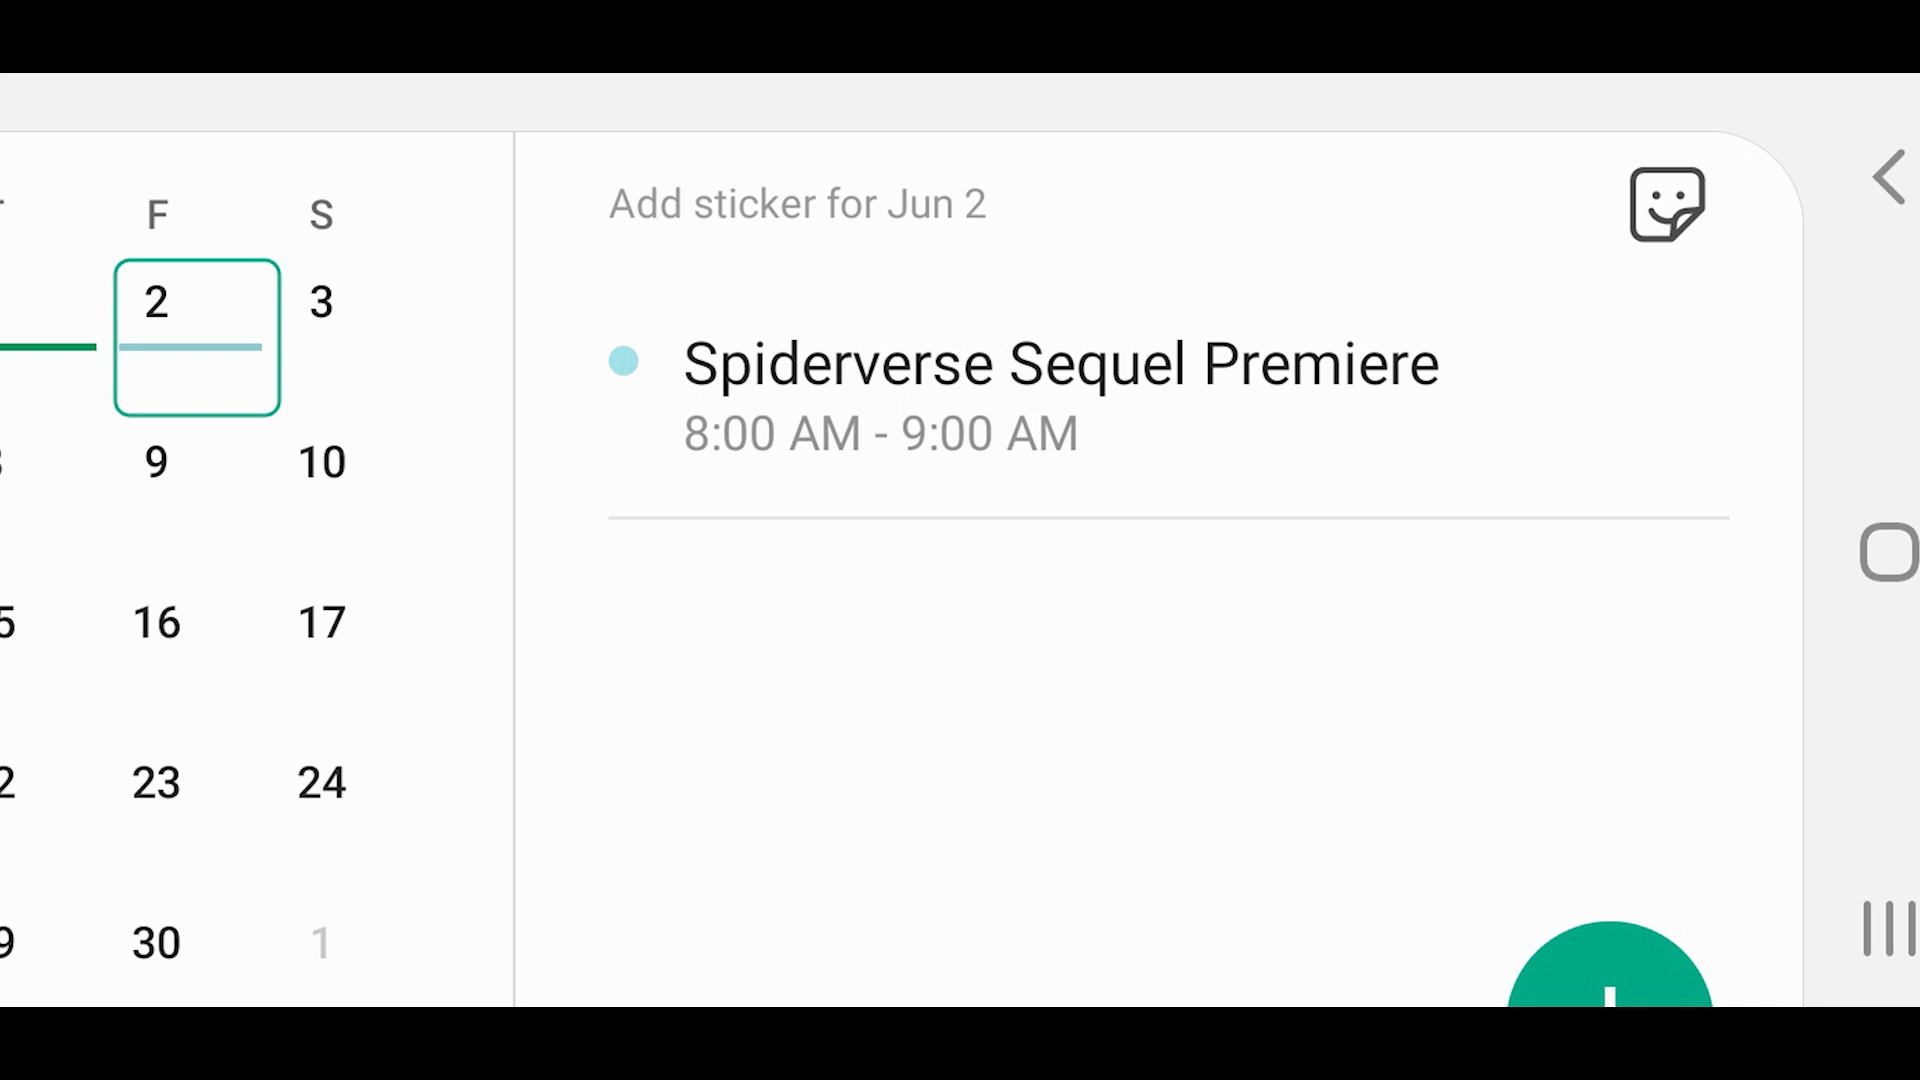 F S
2 3
9 10
16 17
23 24
30 1
Add sticker for Jun 2
Spiderverse Sequel Premiere
8:00 AM - 9:00 AM